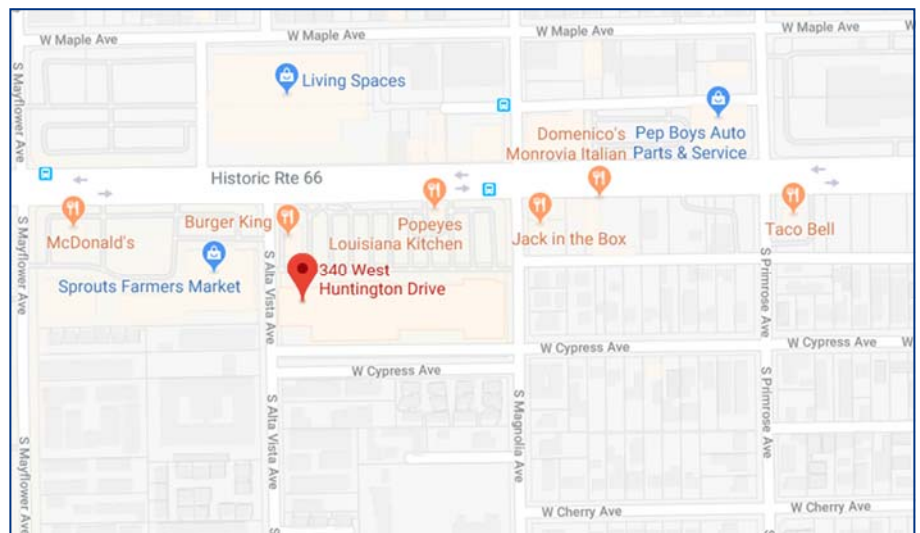 W Maple Ave
W Maple Ave
W Maple Ave
W Maple Ave
W
S Mayflower Ave
Living Spaces
Domenico's
Monrovia Italian
Pep Boys Auto
Parts & Service
Historic Rte 66
McDonald's
Burger King
Popeyes
Louisiana Kitchen
Jack in the Box
Taco Bell
S Mayflower Ave
Sprouts Farmers Market
S Alta Vista Ave
340 West
Huntington Drive
S Primrose Ave
W Cypress Ave
W Cypress Ave
W
W Cypress Ave
S Mayflower Ave
S Alta Vista Ave
S Magnolia Ave
S Primrose Ave
W Cherry Ave
W Cherry Ave